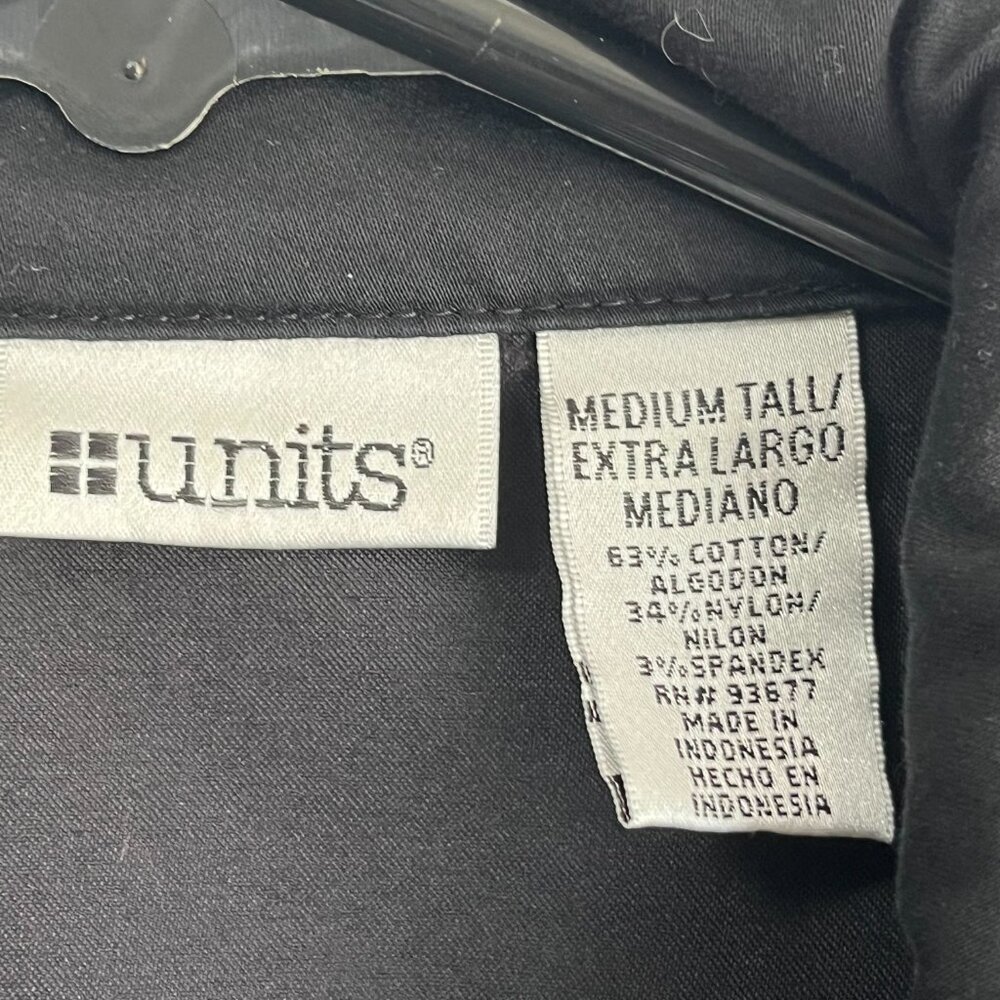 units®
MEDIUM TALL/
EXTRA LARGO
MEDIANO
63% COTTON/
ALGODON
34% NYLON/
NILON
3% SPANDEX
RN# 93677
MADE IN
INDONESIA
HECHO EN
INDONESIA